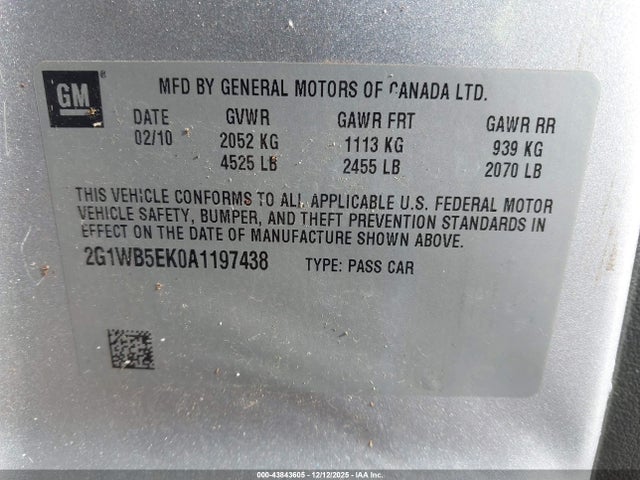 GM®
MFD BY GENERAL MOTORS OF CANADA LTD.
DATE GVWR GAWR FRT GAWR RR
02/10 2052 KG 1113 KG 939 KG
4525 LB 2455 LB 2070 LB
THIS VEHICLE CONFORMS TO ALL APPLICABLE U.S. FEDERAL MOTOR
VEHICLE SAFETY, BUMPER, AND THEFT PREVENTION STANDARDS IN
EFFECT ON THE DATE OF MANUFACTURE SHOWN ABOVE.
2G1WB5EK0A1197438 TYPE: PASS CAR
000-43843605 - 12/12/2025 - IAA Inc.